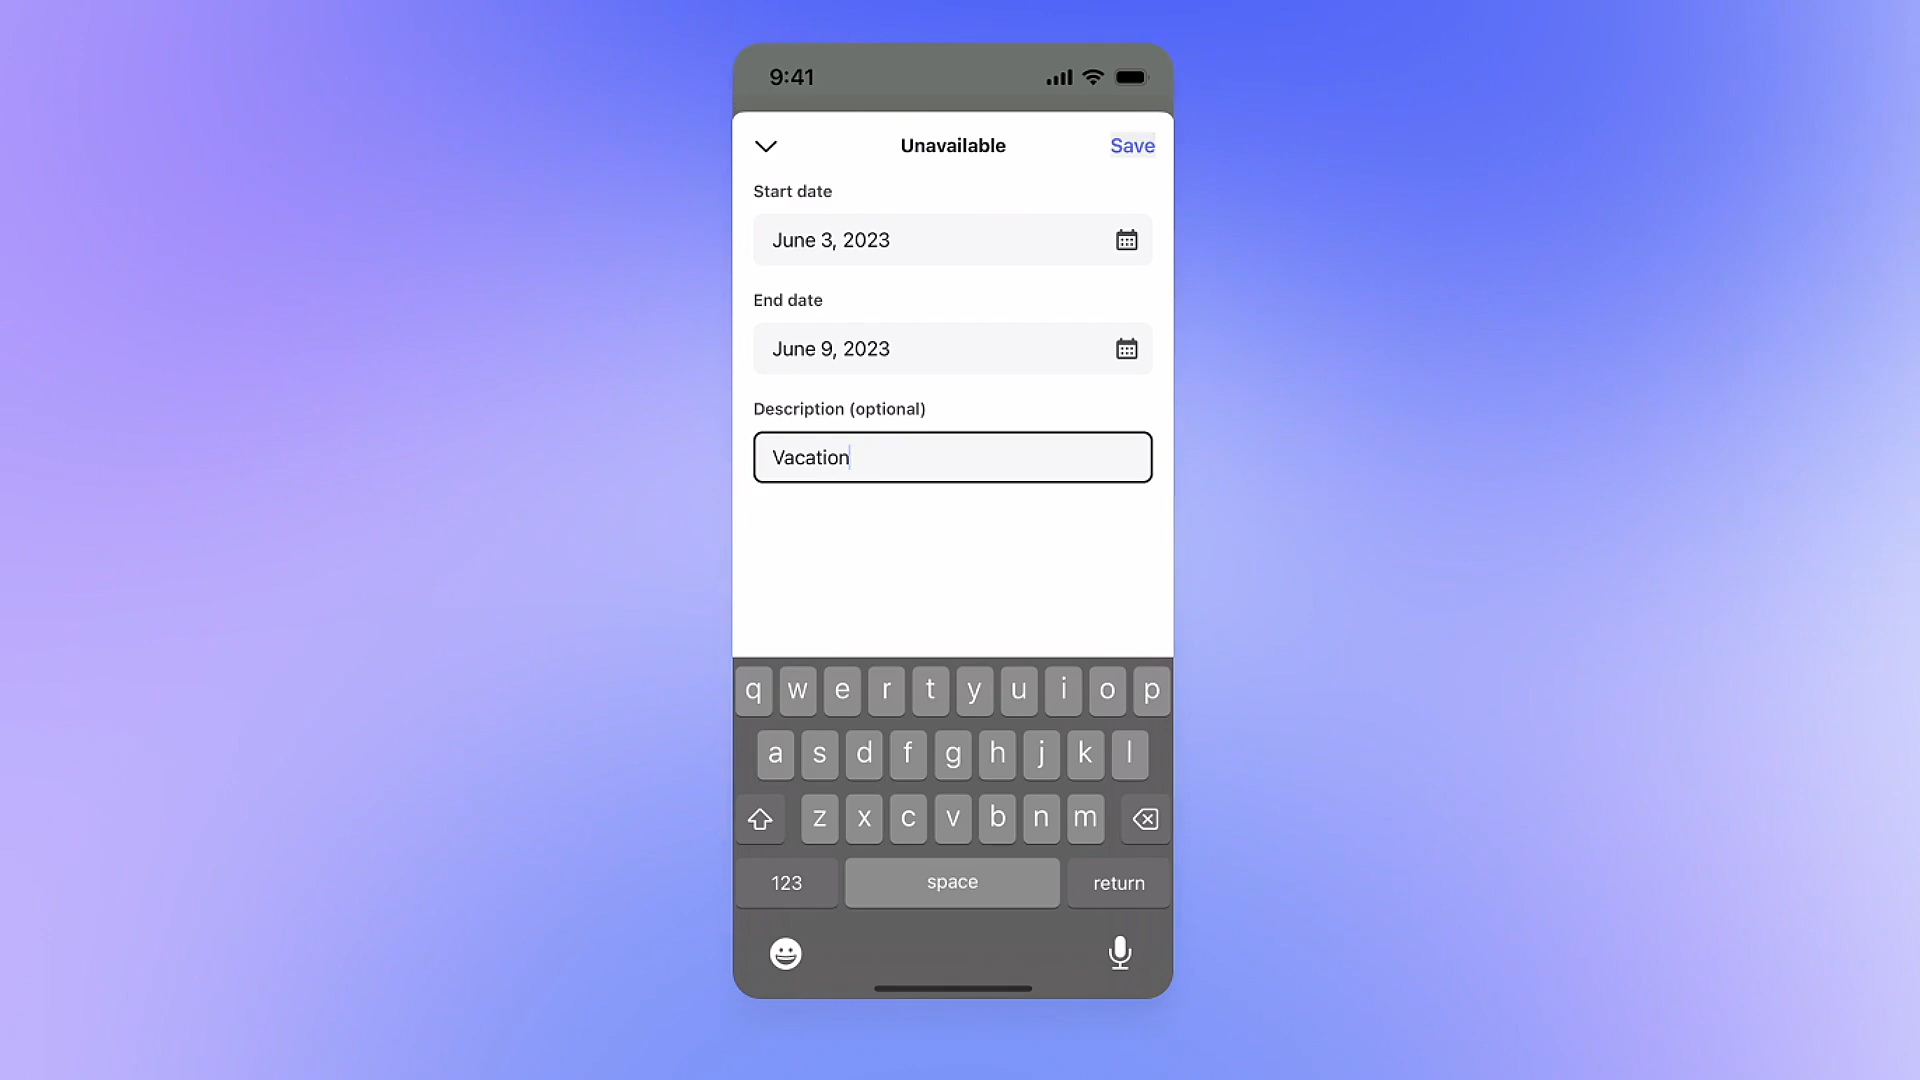 9:41
Unavailable
Save
Start date
June 3, 2023
End date
June 9, 2023
Description (optional)
Vacation
q w e r t y u i o p
a s d f g h j k l
z x c v b n m
123 space return